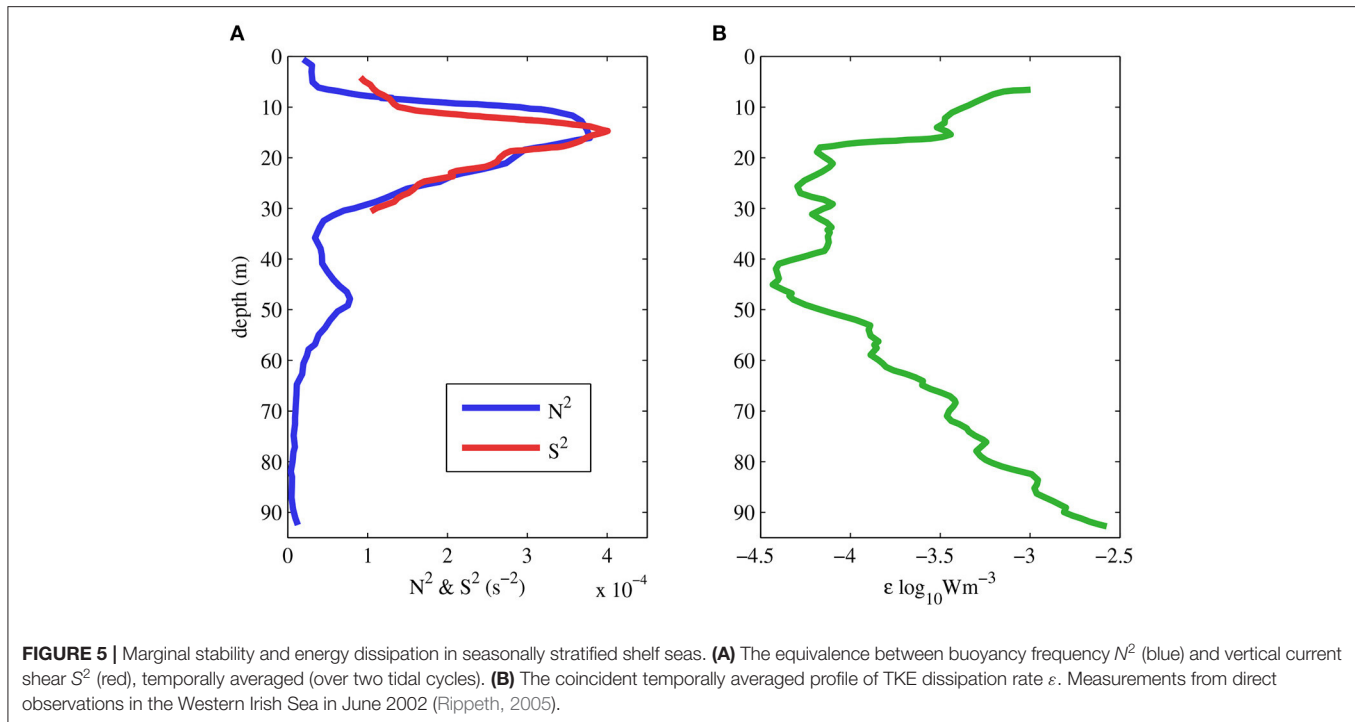 A
B
0
10
20
30
40
50
60
70
80
90
depth (m)
0
1
2
3
4
N² & S² (s⁻²)
x 10⁻⁴
N²
S²
0
10
20
30
40
50
60
70
80
90
−4.5
−4
−3.5
−3
−2.5
ε log₁₀Wm⁻³
FIGURE 5 | Marginal stability and energy dissipation in seasonally stratified shelf seas. (A) The equivalence between buoyancy frequency N² (blue) and vertical current
shear S² (red), temporally averaged (over two tidal cycles). (B) The coincident temporally averaged profile of TKE dissipation rate ε. Measurements from direct
observations in the Western Irish Sea in June 2002 (Rippeth, 2005).